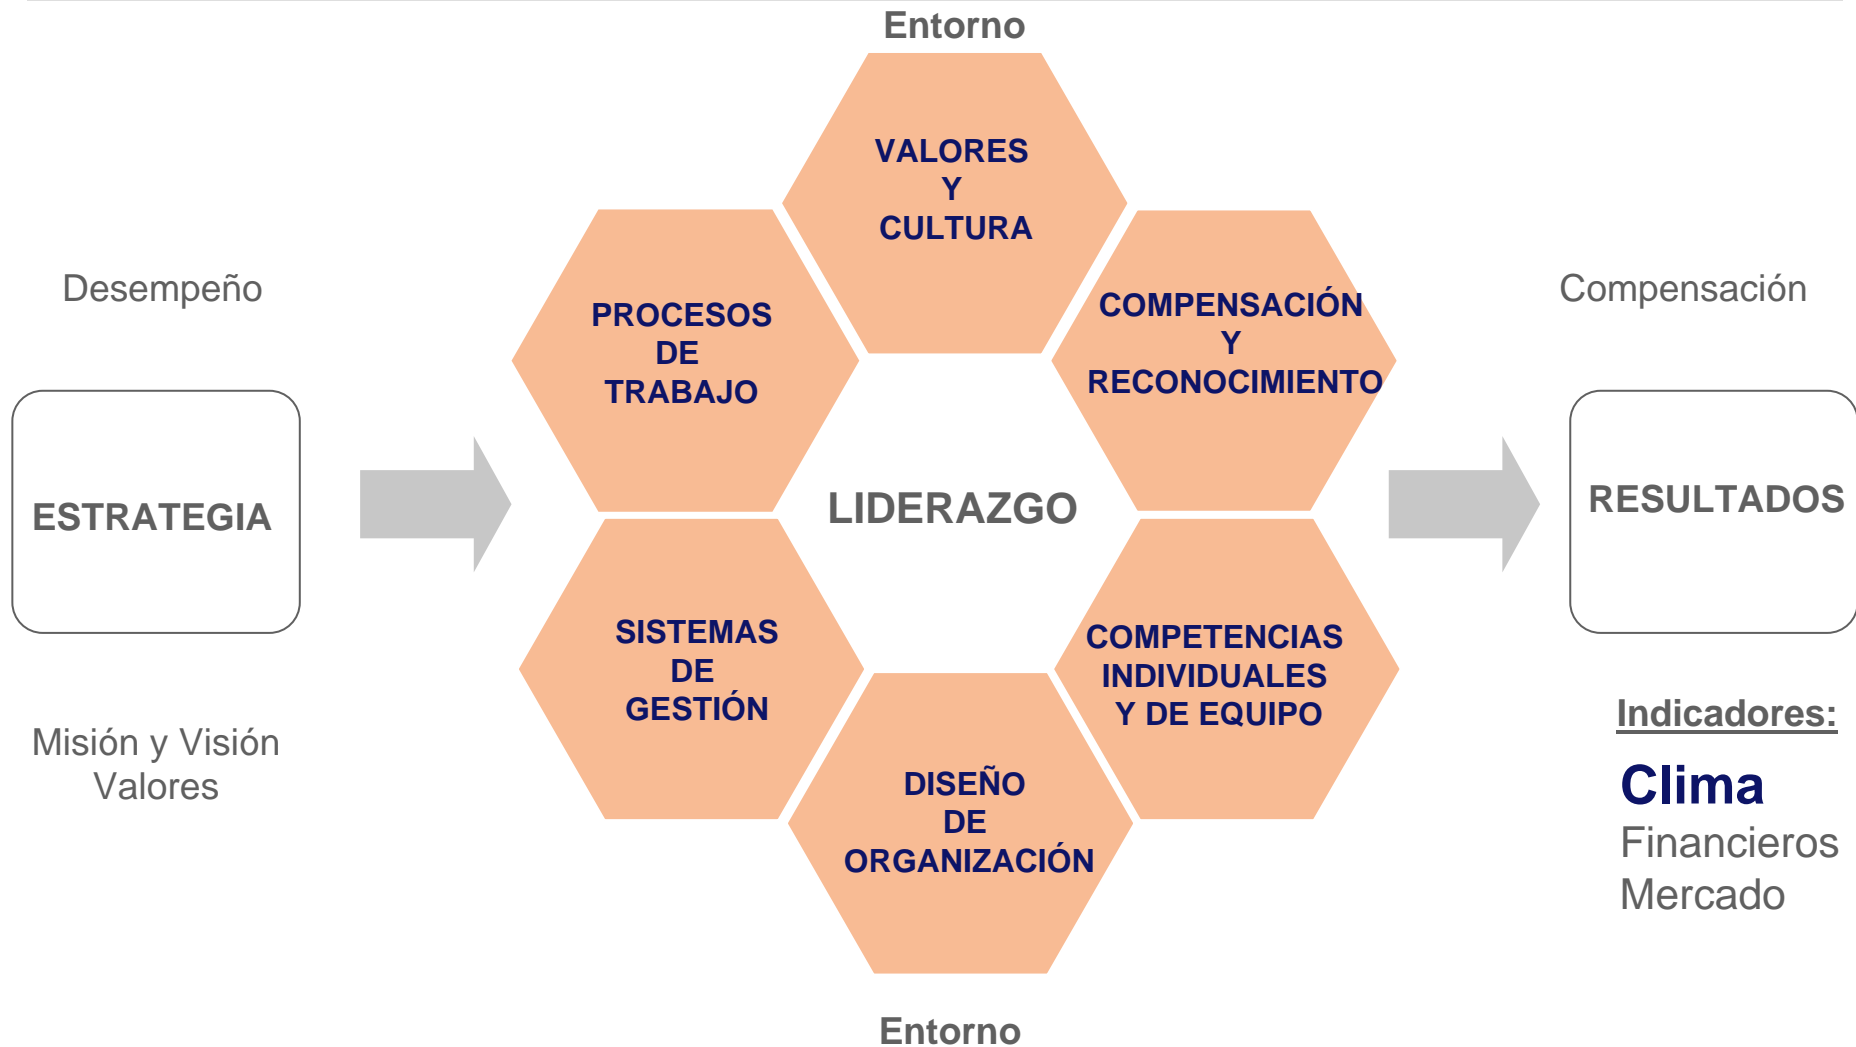 Entorno
VALORES
Y
CULTURA
PROCESOS
DE
TRABAJO
COMPENSACIÓN
Y
RECONOCIMIENTO
Desempeño
Compensación
ESTRATEGIA
LIDERAZGO
RESULTADOS
SISTEMAS
DE
GESTIÓN
COMPETENCIAS
INDIVIDUALES
Y DE EQUIPO
Misión y Visión
Valores
DISEÑO
DE
ORGANIZACIÓN
Indicadores:
Clima
Financieros
Mercado
Entorno